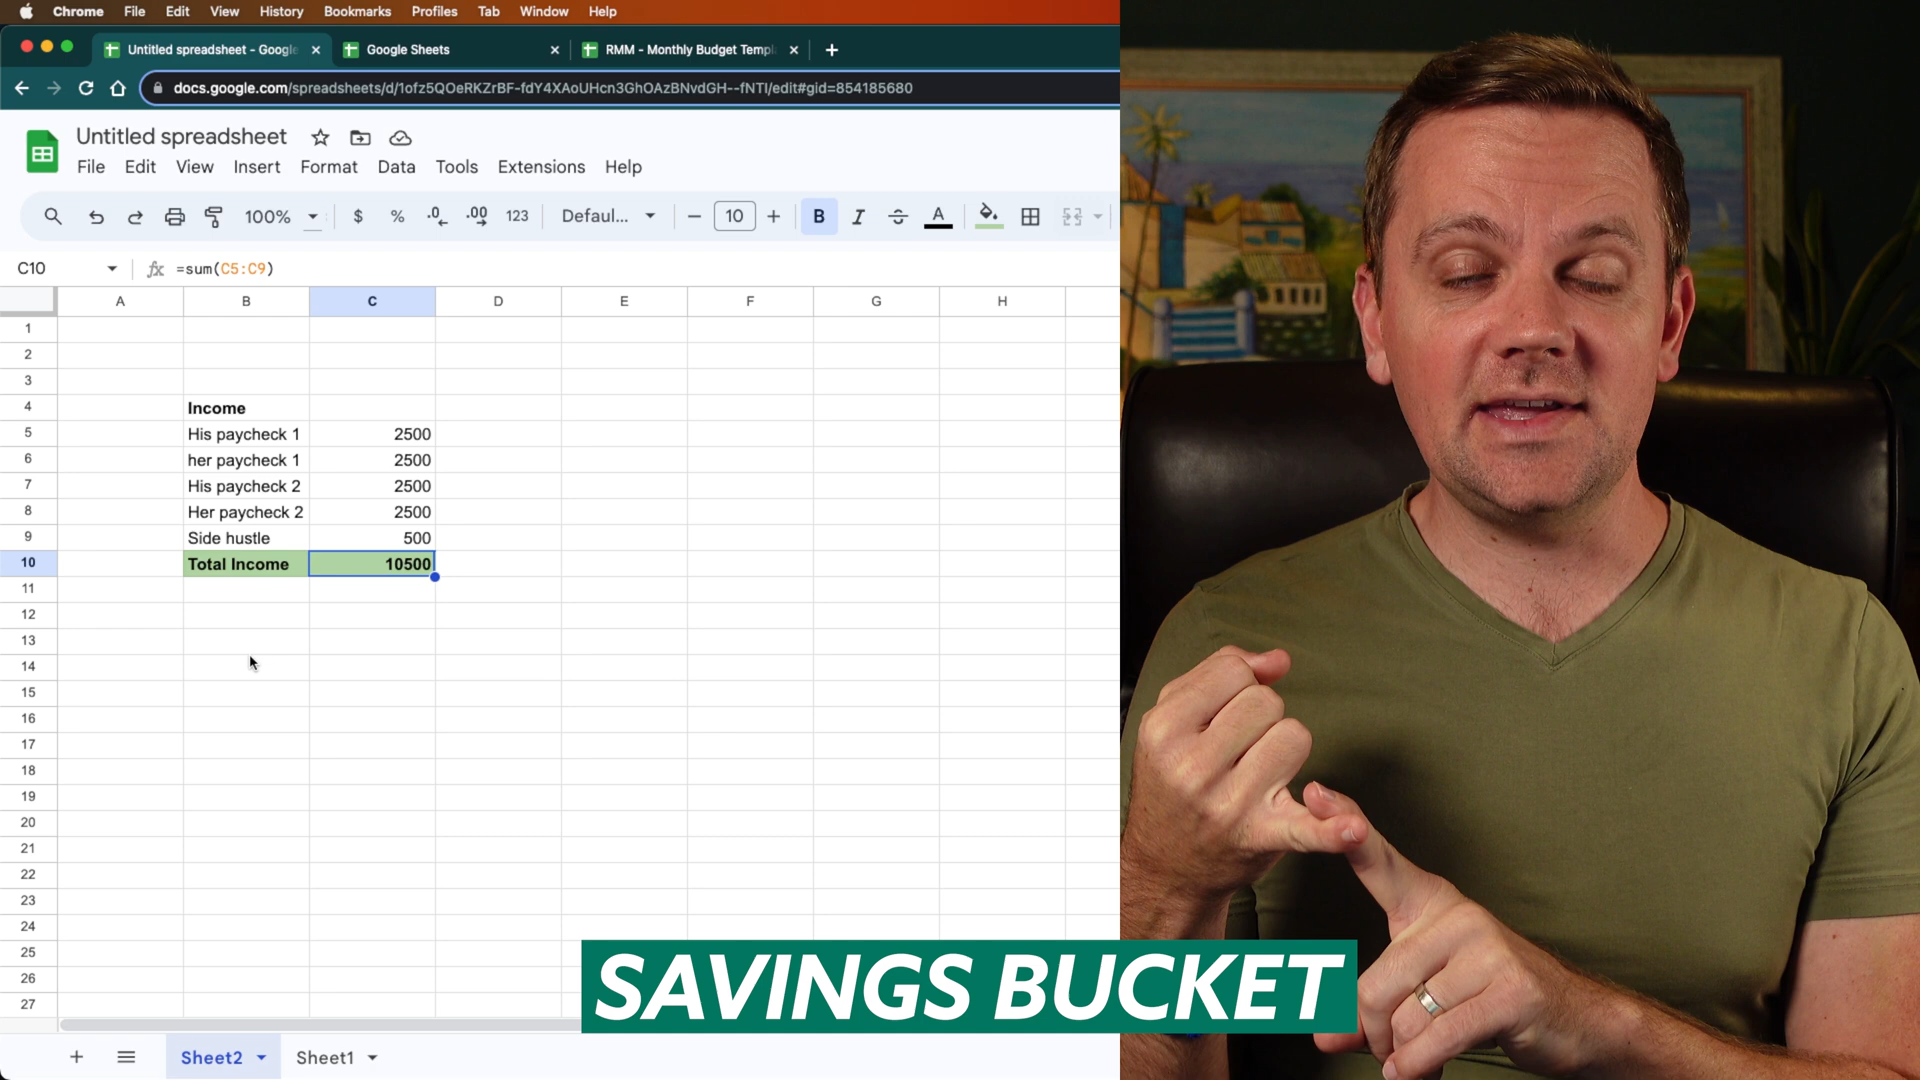 Chrome File Edit View History Bookmarks Profiles Tab Window Help
Untitled spreadsheet - Google Google Sheets RMM - Monthly Budget Templ
docs.google.com/spreadsheets/d/1ofz5QOeRKZrBF-fdY4XAoUHcn3GhOAzBNvdGH--fNTI/edit#gid=854185680
Untitled spreadsheet
File Edit View Insert Format Data Tools Extensions Help
100% $ % .0 .00 123 Defaul... 10 B I S A
C10 fx =sum(C5:C9)
A B C D E F G H
1
2
3
4 Income
5 His paycheck 1 2500
6 her paycheck 1 2500
7 His paycheck 2 2500
8 Her paycheck 2 2500
9 Side hustle 500
10 Total Income 10500
11
12
13
14
15
16
17
18
19
20
21
22
23
24
25
26
27
SAVINGS BUCKET
Sheet2 Sheet1